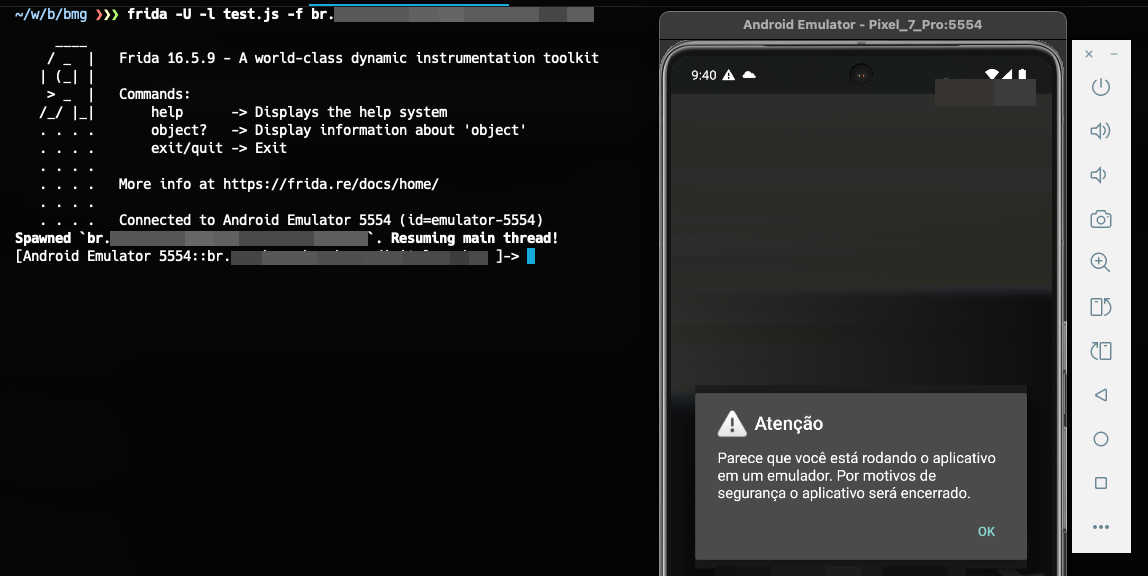 ~/w/b/bmg ❯❯❯ frida -U -l test.js -f br.
     ____
    / _  |   Frida 16.5.9 - A world-class dynamic instrumentation toolkit
   | (_| |
    > _  |   Commands:
   /_/ |_|       help      -> Displays the help system
   . . . .       object?   -> Display information about 'object'
   . . . .       exit/quit -> Exit
   . . . .
   . . . .   More info at https://frida.re/docs/home/
   . . . .
   . . . .   Connected to Android Emulator 5554 (id=emulator-5554)
Spawned `br.`. Resuming main thread!
[Android Emulator 5554::br. ]->
Android Emulator - Pixel_7_Pro:5554
9:40
Atenção
Parece que você está rodando o aplicativo
em um emulador. Por motivos de
segurança o aplicativo será encerrado.
OK